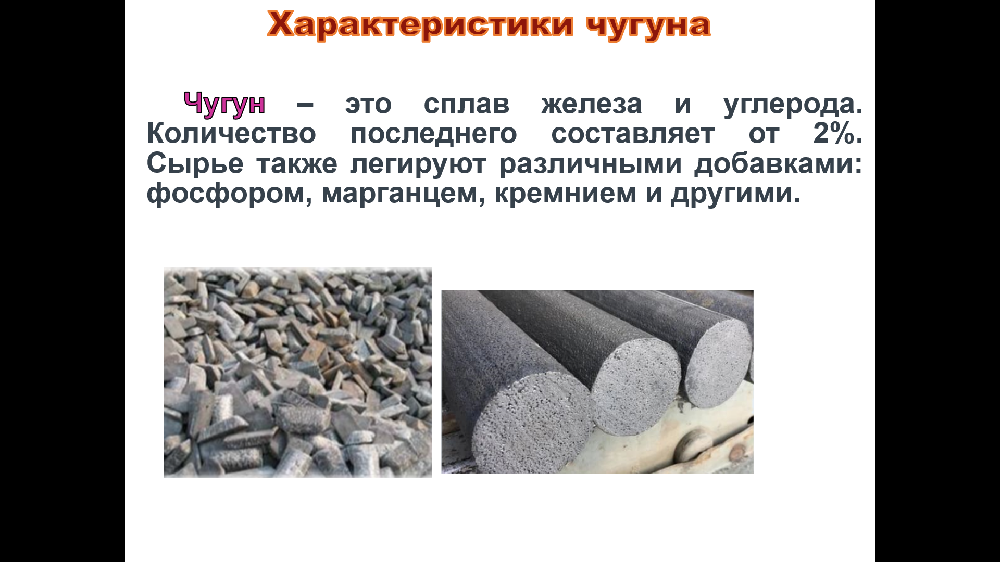 Характеристики чугуна
Чугун – это сплав железа и углерода.
Количество последнего составляет от 2%.
Сырье также легируют различными добавками:
фосфором, марганцем, кремнием и другими.